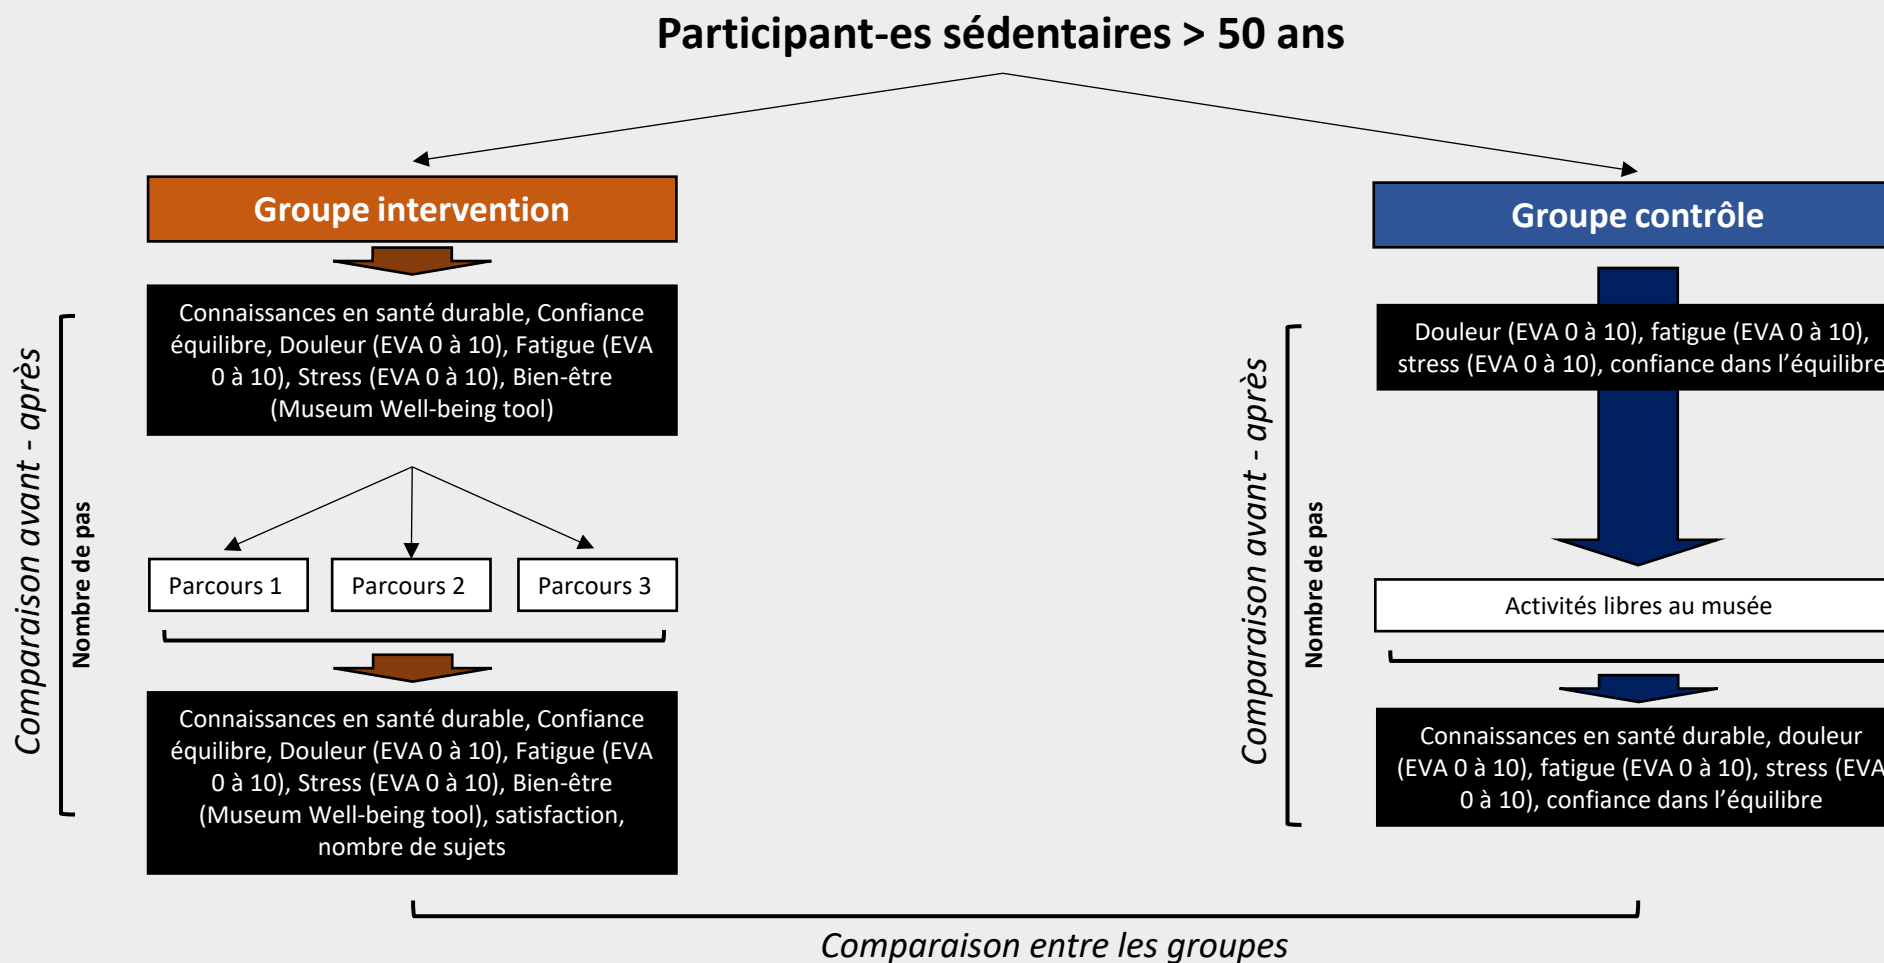 Participant-es sédentaires > 50 ans
Groupe intervention
Connaissances en santé durable, Confiance
équilibre, Douleur (EVA 0 à 10), Fatigue (EVA
0 à 10), Stress (EVA 0 à 10), Bien-être
(Museum Well-being tool)
Comparaison avant - après
Nombre de pas
Parcours 1
Parcours 2
Parcours 3
Connaissances en santé durable, Confiance
équilibre, Douleur (EVA 0 à 10), Fatigue (EVA
0 à 10), Stress (EVA 0 à 10), Bien-être
(Museum Well-being tool), satisfaction,
nombre de sujets
Groupe contrôle
Douleur (EVA 0 à 10), fatigue (EVA 0 à 10),
stress (EVA 0 à 10), confiance dans l’équilibre
Comparaison avant - après
Nombre de pas
Activités libres au musée
Connaissances en santé durable, douleur
(EVA 0 à 10), fatigue (EVA 0 à 10), stress (EVA
0 à 10), confiance dans l’équilibre
Comparaison entre les groupes